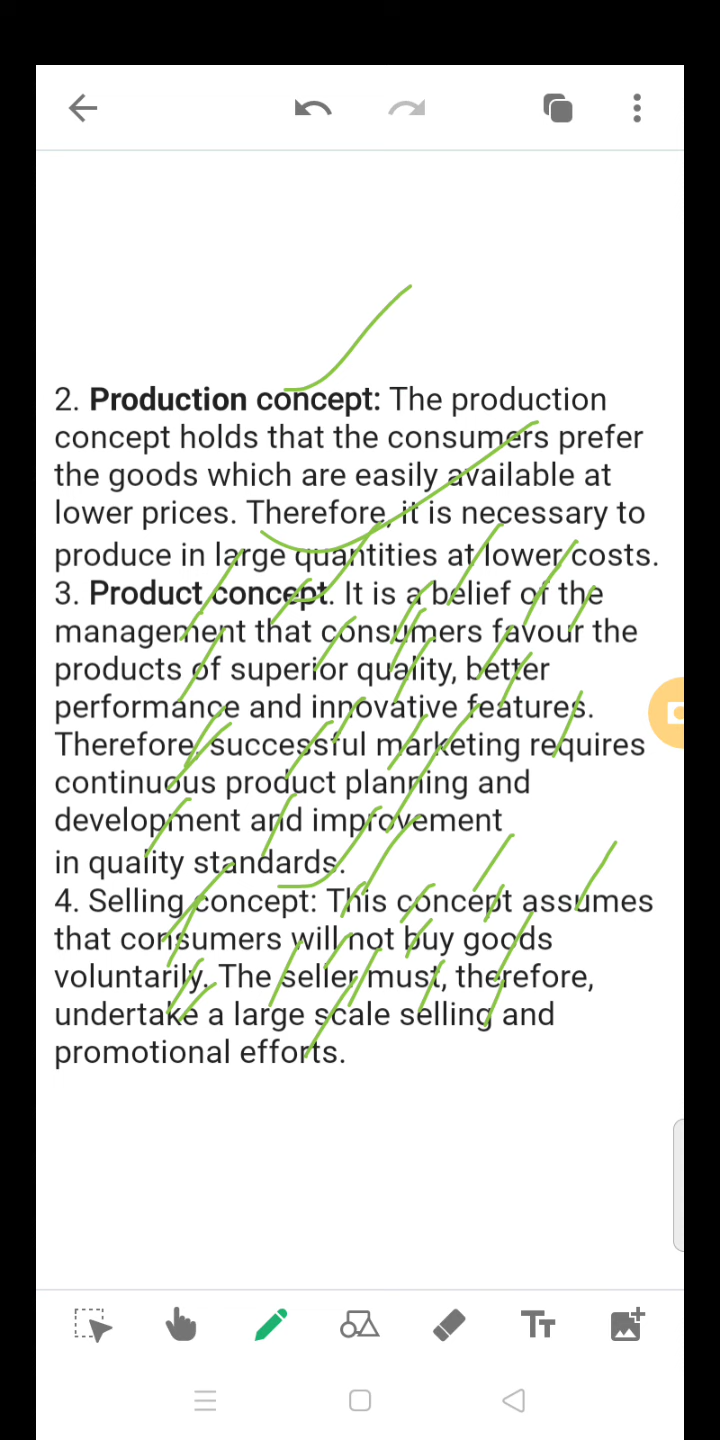 2. Production concept: The production
concept holds that the consumers prefer
the goods which are easily available at
lower prices. Therefore, it is necessary to
produce in large quantities at lower costs.
3. Product concept. It is a belief of the
management that consumers favour the
products of superior quality, better
performance and innovative features.
Therefore, successful marketing requires
continuous product planning and
development and improvement
in quality standards.
4. Selling concept: This concept assumes
that consumers will not buy goods
voluntarily. The seller must, therefore,
undertake a large scale selling and
promotional efforts.
TT